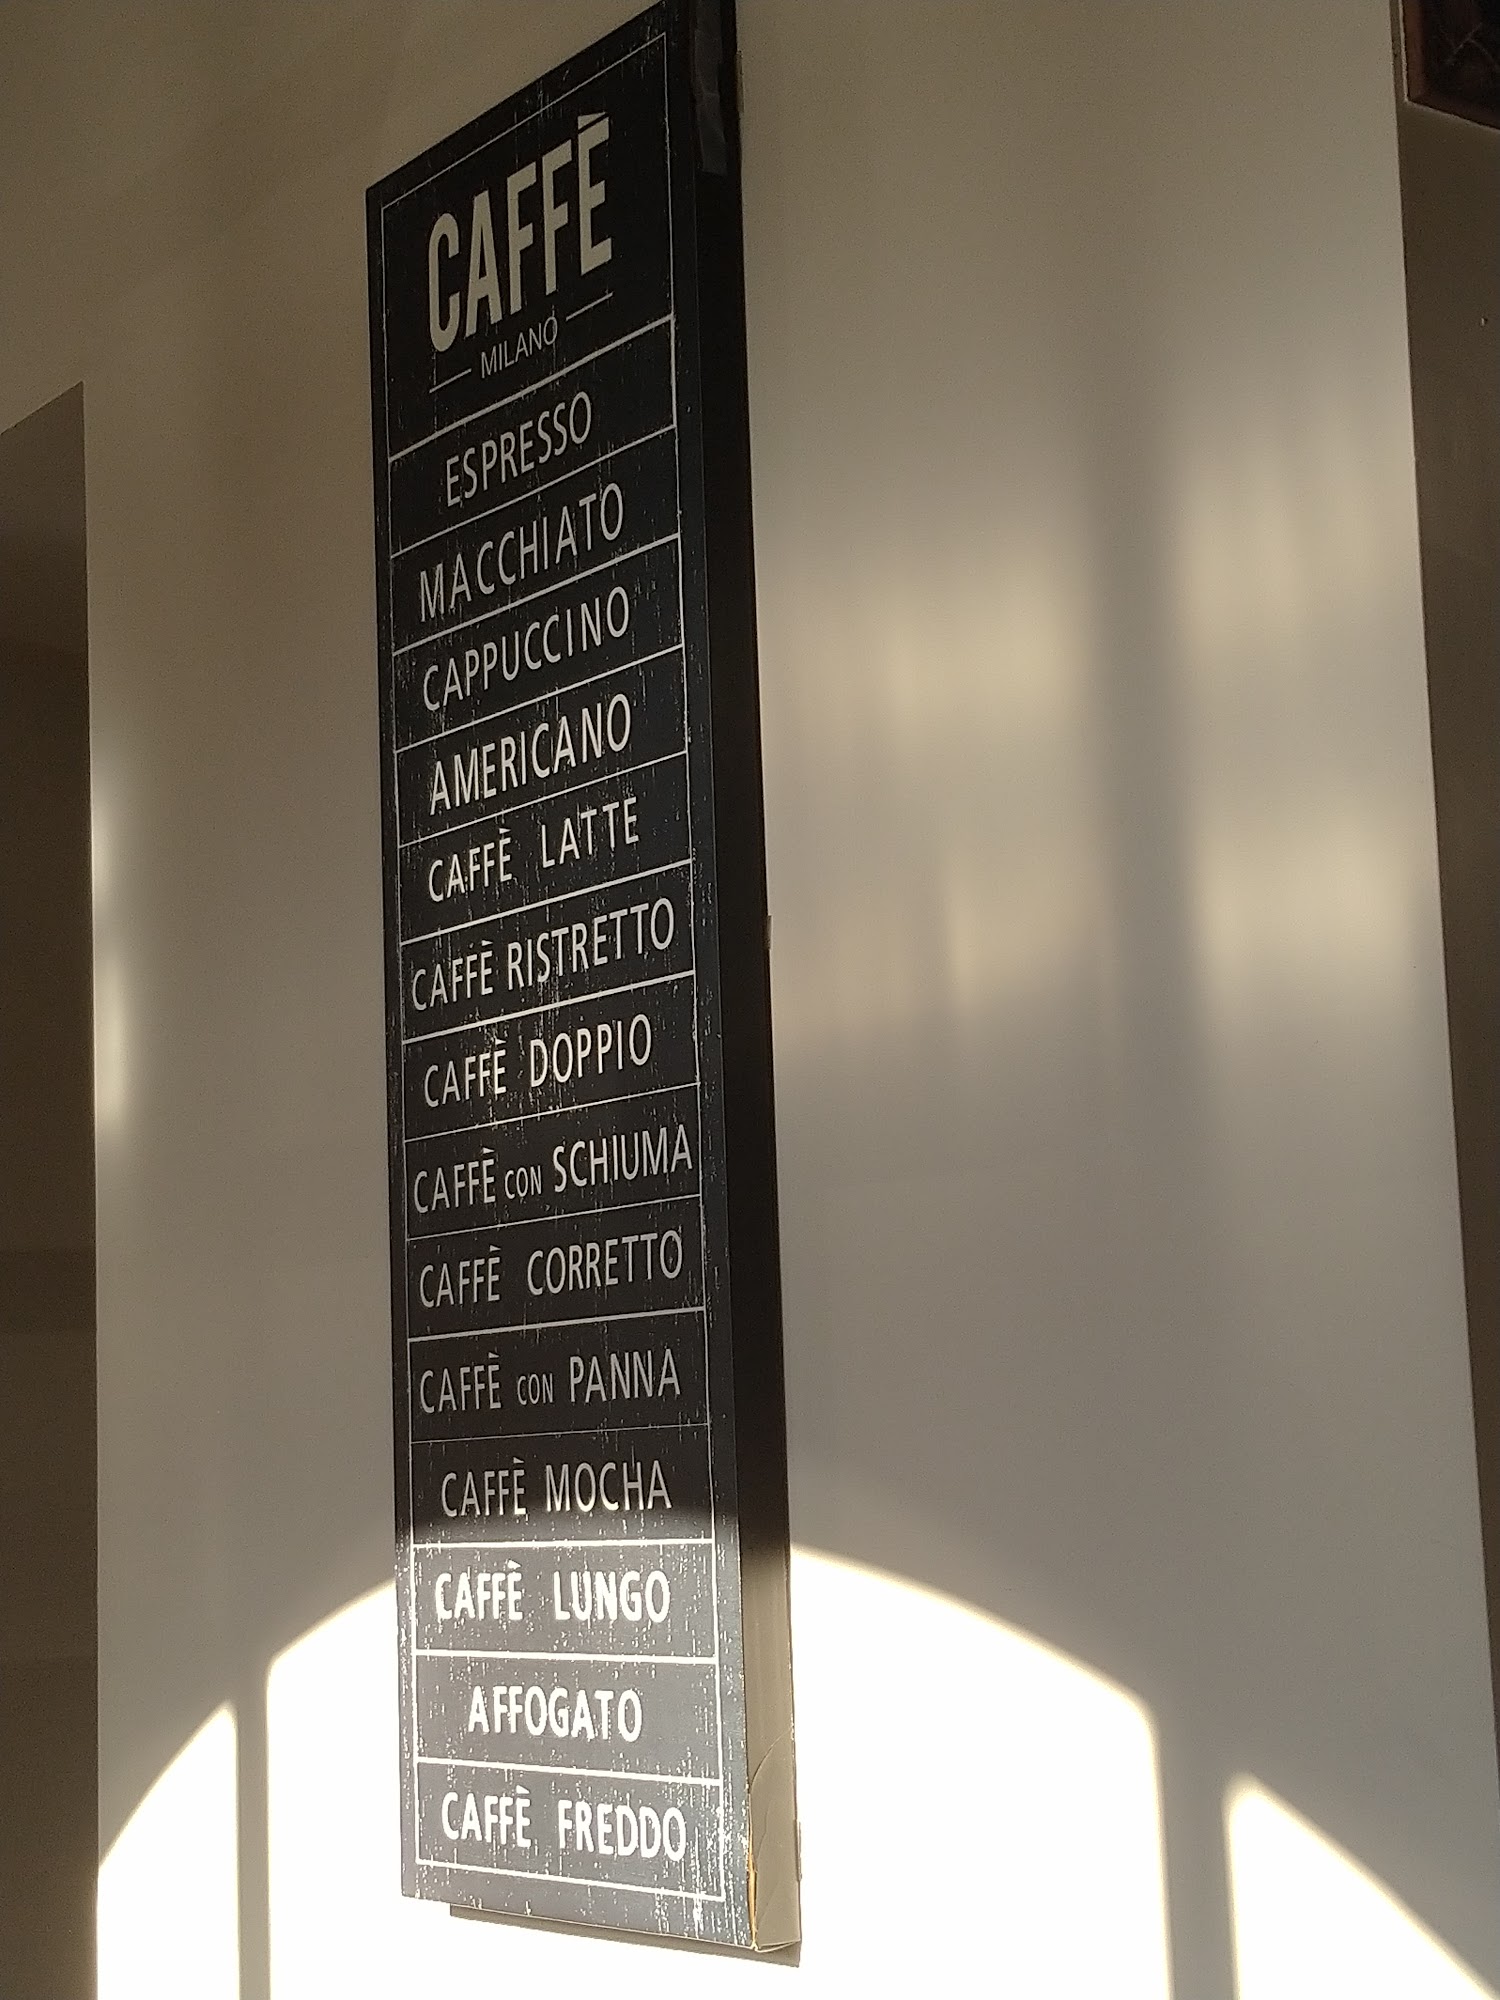 CAFFÈ
MILANO
ESPRESSO
MACCHIATO
CAPPUCCINO
AMERICANO
CAFFÈ LATTE
CAFFÈ RISTRETTO
CAFFÈ DOPPIO
CAFFÈ CON SCHIUMA
CAFFÈ CORRETTO
CAFFÈ CON PANNA
CAFFÈ MOCHA
CAFFÈ LUNGO
AFFOGATO
CAFFÈ FREDDO